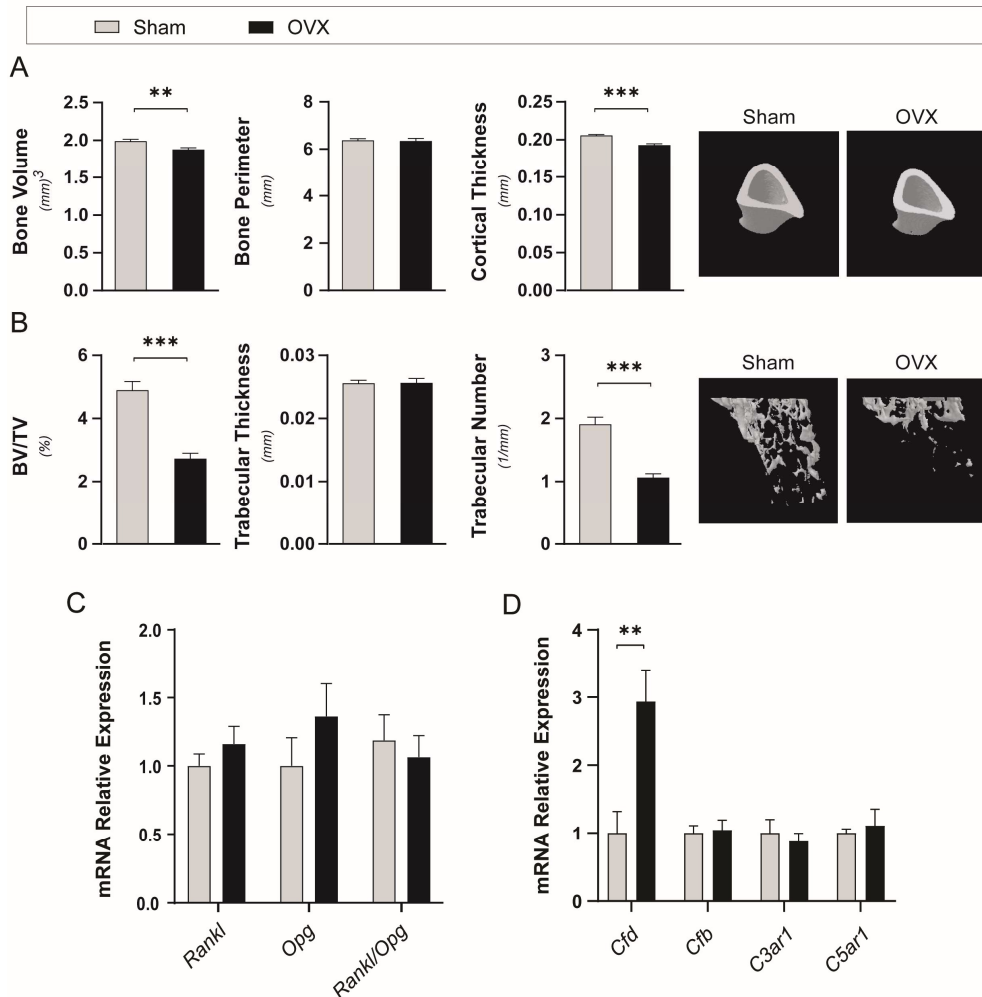 Sham OVX
A
Bone Volume
(mm)³
2.5
2.0
1.5
1.0
0.5
0.0
**
Bone Perimeter
(mm)
8
6
4
2
0
Cortical Thickness
(mm)
0.25
0.20
0.15
0.10
0.05
0.00
***
Sham OVX
B
BV/TV
(%)
6
4
2
0
***
Trabecular Thickness
(mm)
0.03
0.02
0.01
0.00
Trabecular Number
(1/mm)
3
2
1
0
***
Sham OVX
C
mRNA Relative Expression
2.0
1.5
1.0
0.5
0.0
Rankl
Opg
Rankl/Opg
D
mRNA Relative Expression
4
3
2
1
0
**
Cfd
Cfb
C3ar1
C5ar1